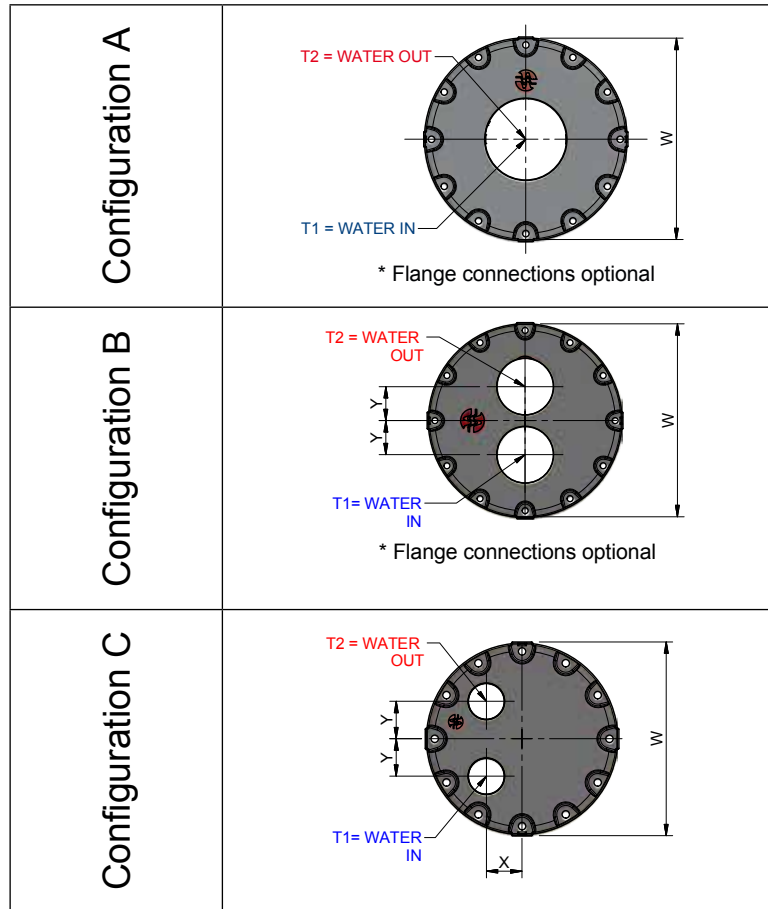 Configuration A
T2 = WATER OUT
W
T1 = WATER IN
* Flange connections optional
Configuration B
T2 = WATER
OUT
Y
Y
W
T1= WATER
IN
* Flange connections optional
Configuration C
T2 = WATER
OUT
Y
Y
W
T1= WATER
IN
X